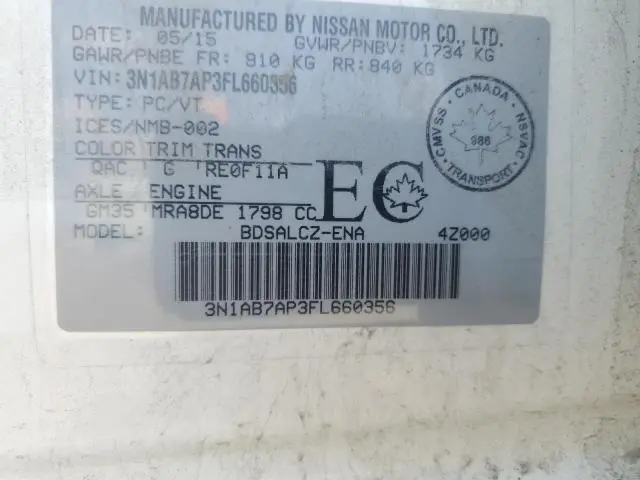 MANUFACTURED BY NISSAN MOTOR CO., LTD.
DATE: 05/15 GVWR/PNBV: 1734 KG
GAWR/PNBE FR: 910 KG RR: 840 KG
VIN: 3N1AB7AP3FL660356
TYPE: PC/VT
ICES/NMB-002
COLOR TRIM TRANS
QAC G RE0F11A
AXLE ENGINE
GM35 MRA8DE 1798 CC
EC
CANADA
CMVSS
NSVAC
986
TRANSPORT
MODEL: BDSALCZ-ENA 4Z000
3N1AB7AP3FL660356